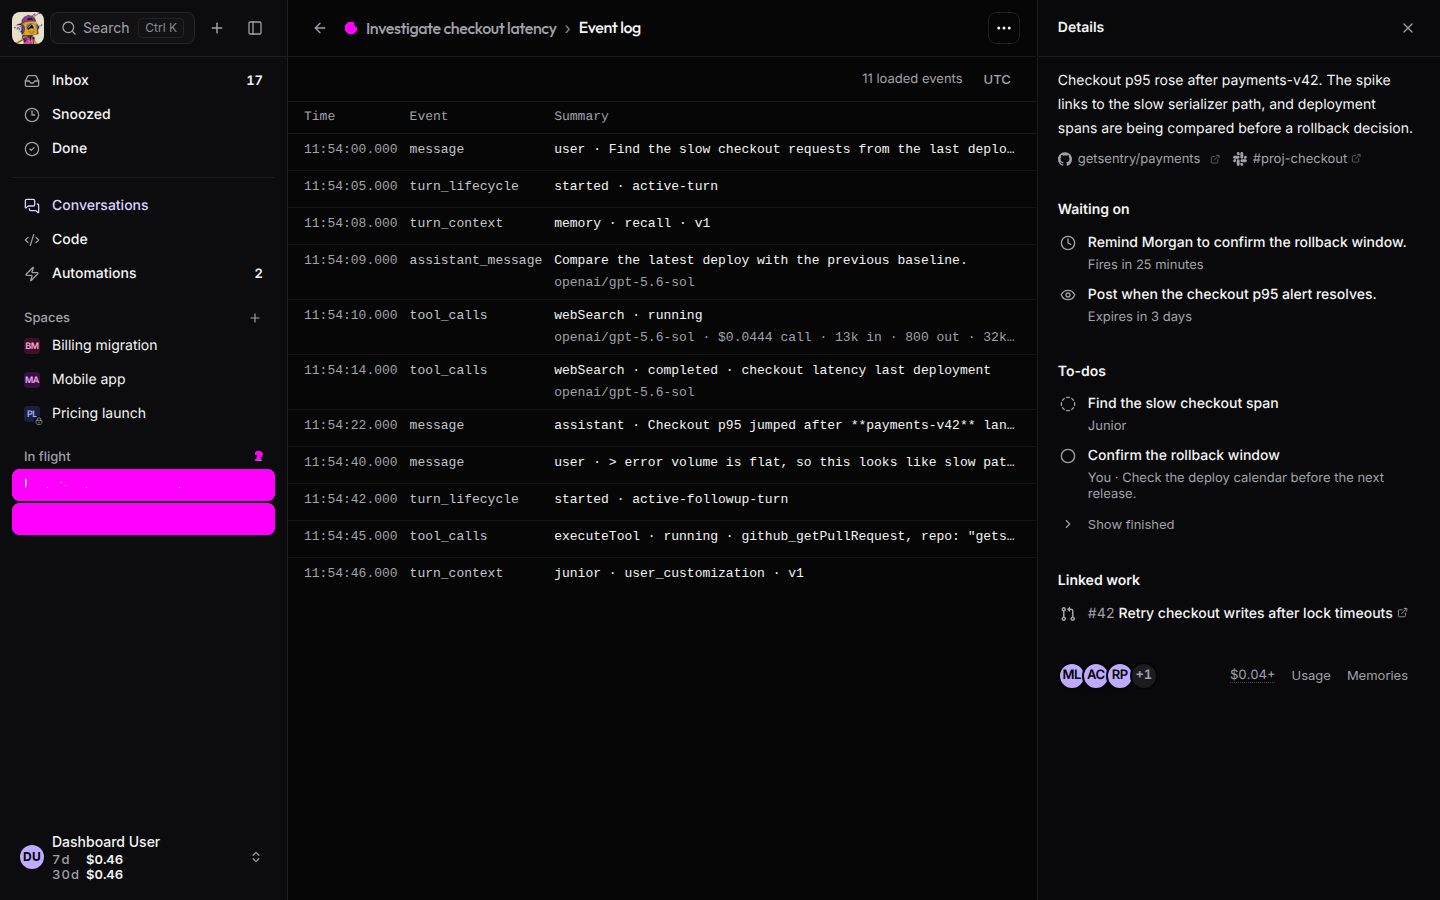 Search Ctrl K
Inbox 17
Snoozed
Done
Conversations
Code
Automations 2
Spaces
BM Billing migration
MA Mobile app
PL Pricing launch
In flight
DU Dashboard User
7d $0.46
30d $0.46
Investigate checkout latency › Event log
11 loaded events UTC
Time Event Summary
11:54:00.000 message user · Find the slow checkout requests from the last deplo…
11:54:05.000 turn_lifecycle started · active-turn
11:54:08.000 turn_context memory · recall · v1
11:54:09.000 assistant_message Compare the latest deploy with the previous baseline.
openai/gpt-5.6-sol
11:54:10.000 tool_calls webSearch · running
openai/gpt-5.6-sol · $0.0444 call · 13k in · 800 out · 32k…
11:54:14.000 tool_calls webSearch · completed · checkout latency last deployment
openai/gpt-5.6-sol
11:54:22.000 message assistant · Checkout p95 jumped after **payments-v42** lan…
11:54:40.000 message user · > error volume is flat, so this looks like slow pat…
11:54:42.000 turn_lifecycle started · active-followup-turn
11:54:45.000 tool_calls executeTool · running · github_getPullRequest, repo: "gets…
11:54:46.000 turn_context junior · user_customization · v1
Details
Checkout p95 rose after payments-v42. The spike
links to the slow serializer path, and deployment
spans are being compared before a rollback decision.
getsentry/payments #proj-checkout
Waiting on
Remind Morgan to confirm the rollback window.
Fires in 25 minutes
Post when the checkout p95 alert resolves.
Expires in 3 days
To-dos
Find the slow checkout span
Junior
Confirm the rollback window
You · Check the deploy calendar before the next
release.
Show finished
Linked work
#42 Retry checkout writes after lock timeouts
ML AC RP +1 $0.04+ Usage Memories